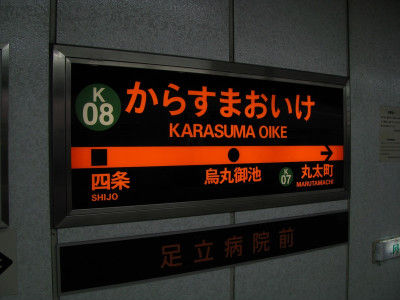 K
08
からすまおいけ
KARASUMA OIKE
四条
SHIJO
烏丸御池
K
07
丸太町
MARUTAMACHI
足立病院前